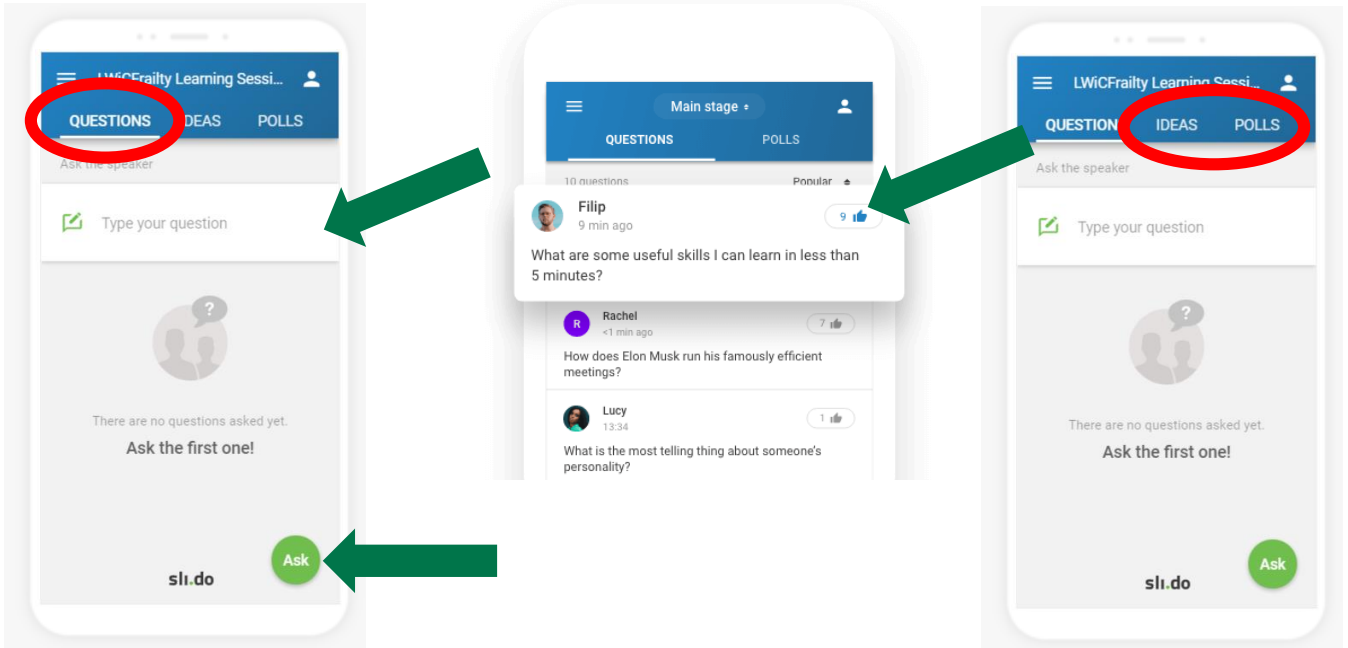 LWiCFrailty Learning Sessi...
QUESTIONS IDEAS POLLS
Ask the speaker
Type your question
?
There are no questions asked yet.
Ask the first one!
Ask
sli.do
Main stage
QUESTIONS POLLS
10 questions Popular
Filip
9 min ago
9
What are some useful skills I can learn in less than
5 minutes?
R
Rachel
<1 min ago
7
How does Elon Musk run his famously efficient
meetings?
Lucy
13:34
1
What is the most telling thing about someone's
personality?
LWiCFrailty Learning Sessi...
QUESTION IDEAS POLLS
Ask the speaker
Type your question
?
There are no questions asked yet.
Ask the first one!
Ask
sli.do